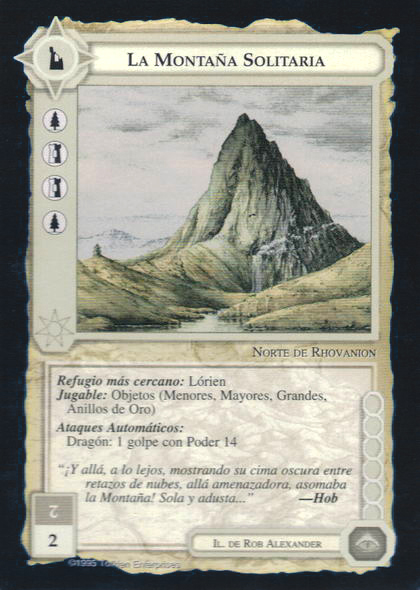 LA MONTAÑA SOLITARIA
NORTE DE RHOVANION
Refugio más cercano: Lórien
Jugable: Objetos (Menores, Mayores, Grandes,
Anillos de Oro)
Ataques Automáticos:
Dragón: 1 golpe con Poder 14
“¡Y allá, a lo lejos, mostrando su cima oscura entre
retazos de nubes, allá amenazadora, asomaba
la Montaña! Sola y adusta...” —Hob
2
2
IL. DE ROB ALEXANDER
©1995 Tolkien Enterprises